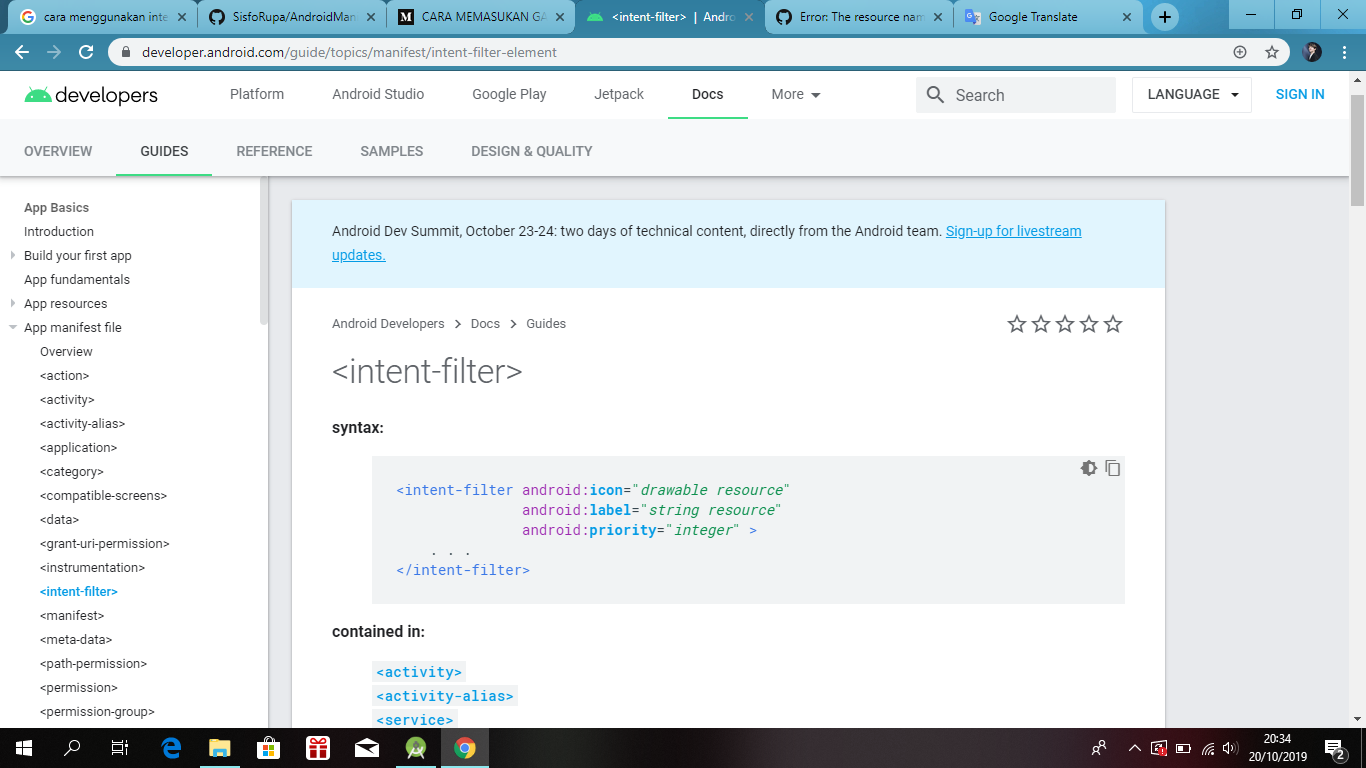 cara menggunakan inte
SisfoRupa/AndroidMan
CARA MEMASUKAN GA
<intent-filter> | Andro
Error: The resource nam
Google Translate
developer.android.com/guide/topics/manifest/intent-filter-element
developers
Platform
Android Studio
Google Play
Jetpack
Docs
More
Search
LANGUAGE
SIGN IN
OVERVIEW
GUIDES
REFERENCE
SAMPLES
DESIGN & QUALITY
App Basics
Introduction
Build your first app
App fundamentals
App resources
App manifest file
Overview
<action>
<activity>
<activity-alias>
<application>
<category>
<compatible-screens>
<data>
<grant-uri-permission>
<instrumentation>
<intent-filter>
<manifest>
<meta-data>
<path-permission>
<permission>
<permission-group>
Android Dev Summit, October 23-24: two days of technical content, directly from the Android team. Sign-up for livestream
updates.
Android Developers > Docs > Guides
<intent-filter>
syntax:
<intent-filter android:icon="drawable resource"
android:label="string resource"
android:priority="integer" >
. . .
</intent-filter>
contained in:
<activity>
<activity-alias>
<service>
20:34
20/10/2019
2